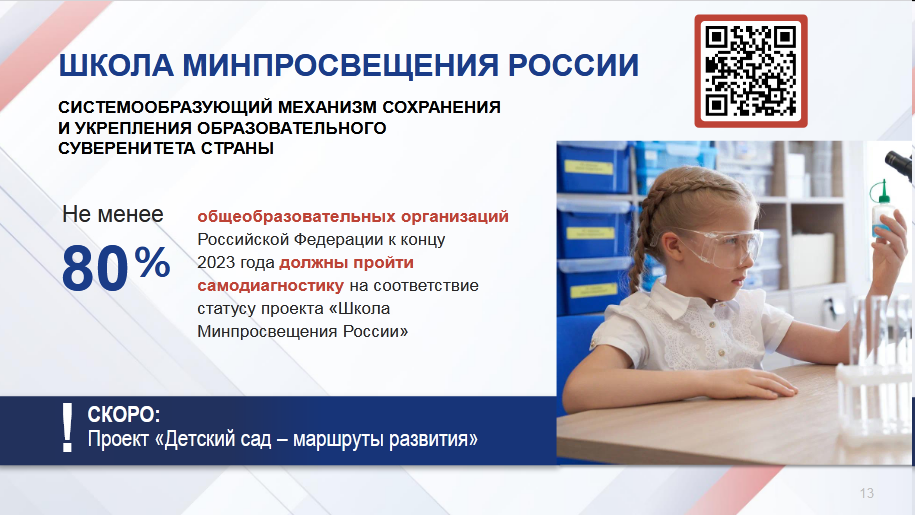 ШКОЛА МИНПРОСВЕЩЕНИЯ РОССИИ
СИСТЕМООБРАЗУЮЩИЙ МЕХАНИЗМ СОХРАНЕНИЯ
И УКРЕПЛЕНИЯ ОБРАЗОВАТЕЛЬНОГО
СУВЕРЕНИТЕТА СТРАНЫ
Не менее
80%
общеобразовательных организаций
Российской Федерации к концу
2023 года должны пройти
самодиагностику на соответствие
статусу проекта «Школа
Минпросвещения России»
! СКОРО:
Проект «Детский сад – маршруты развития»
13